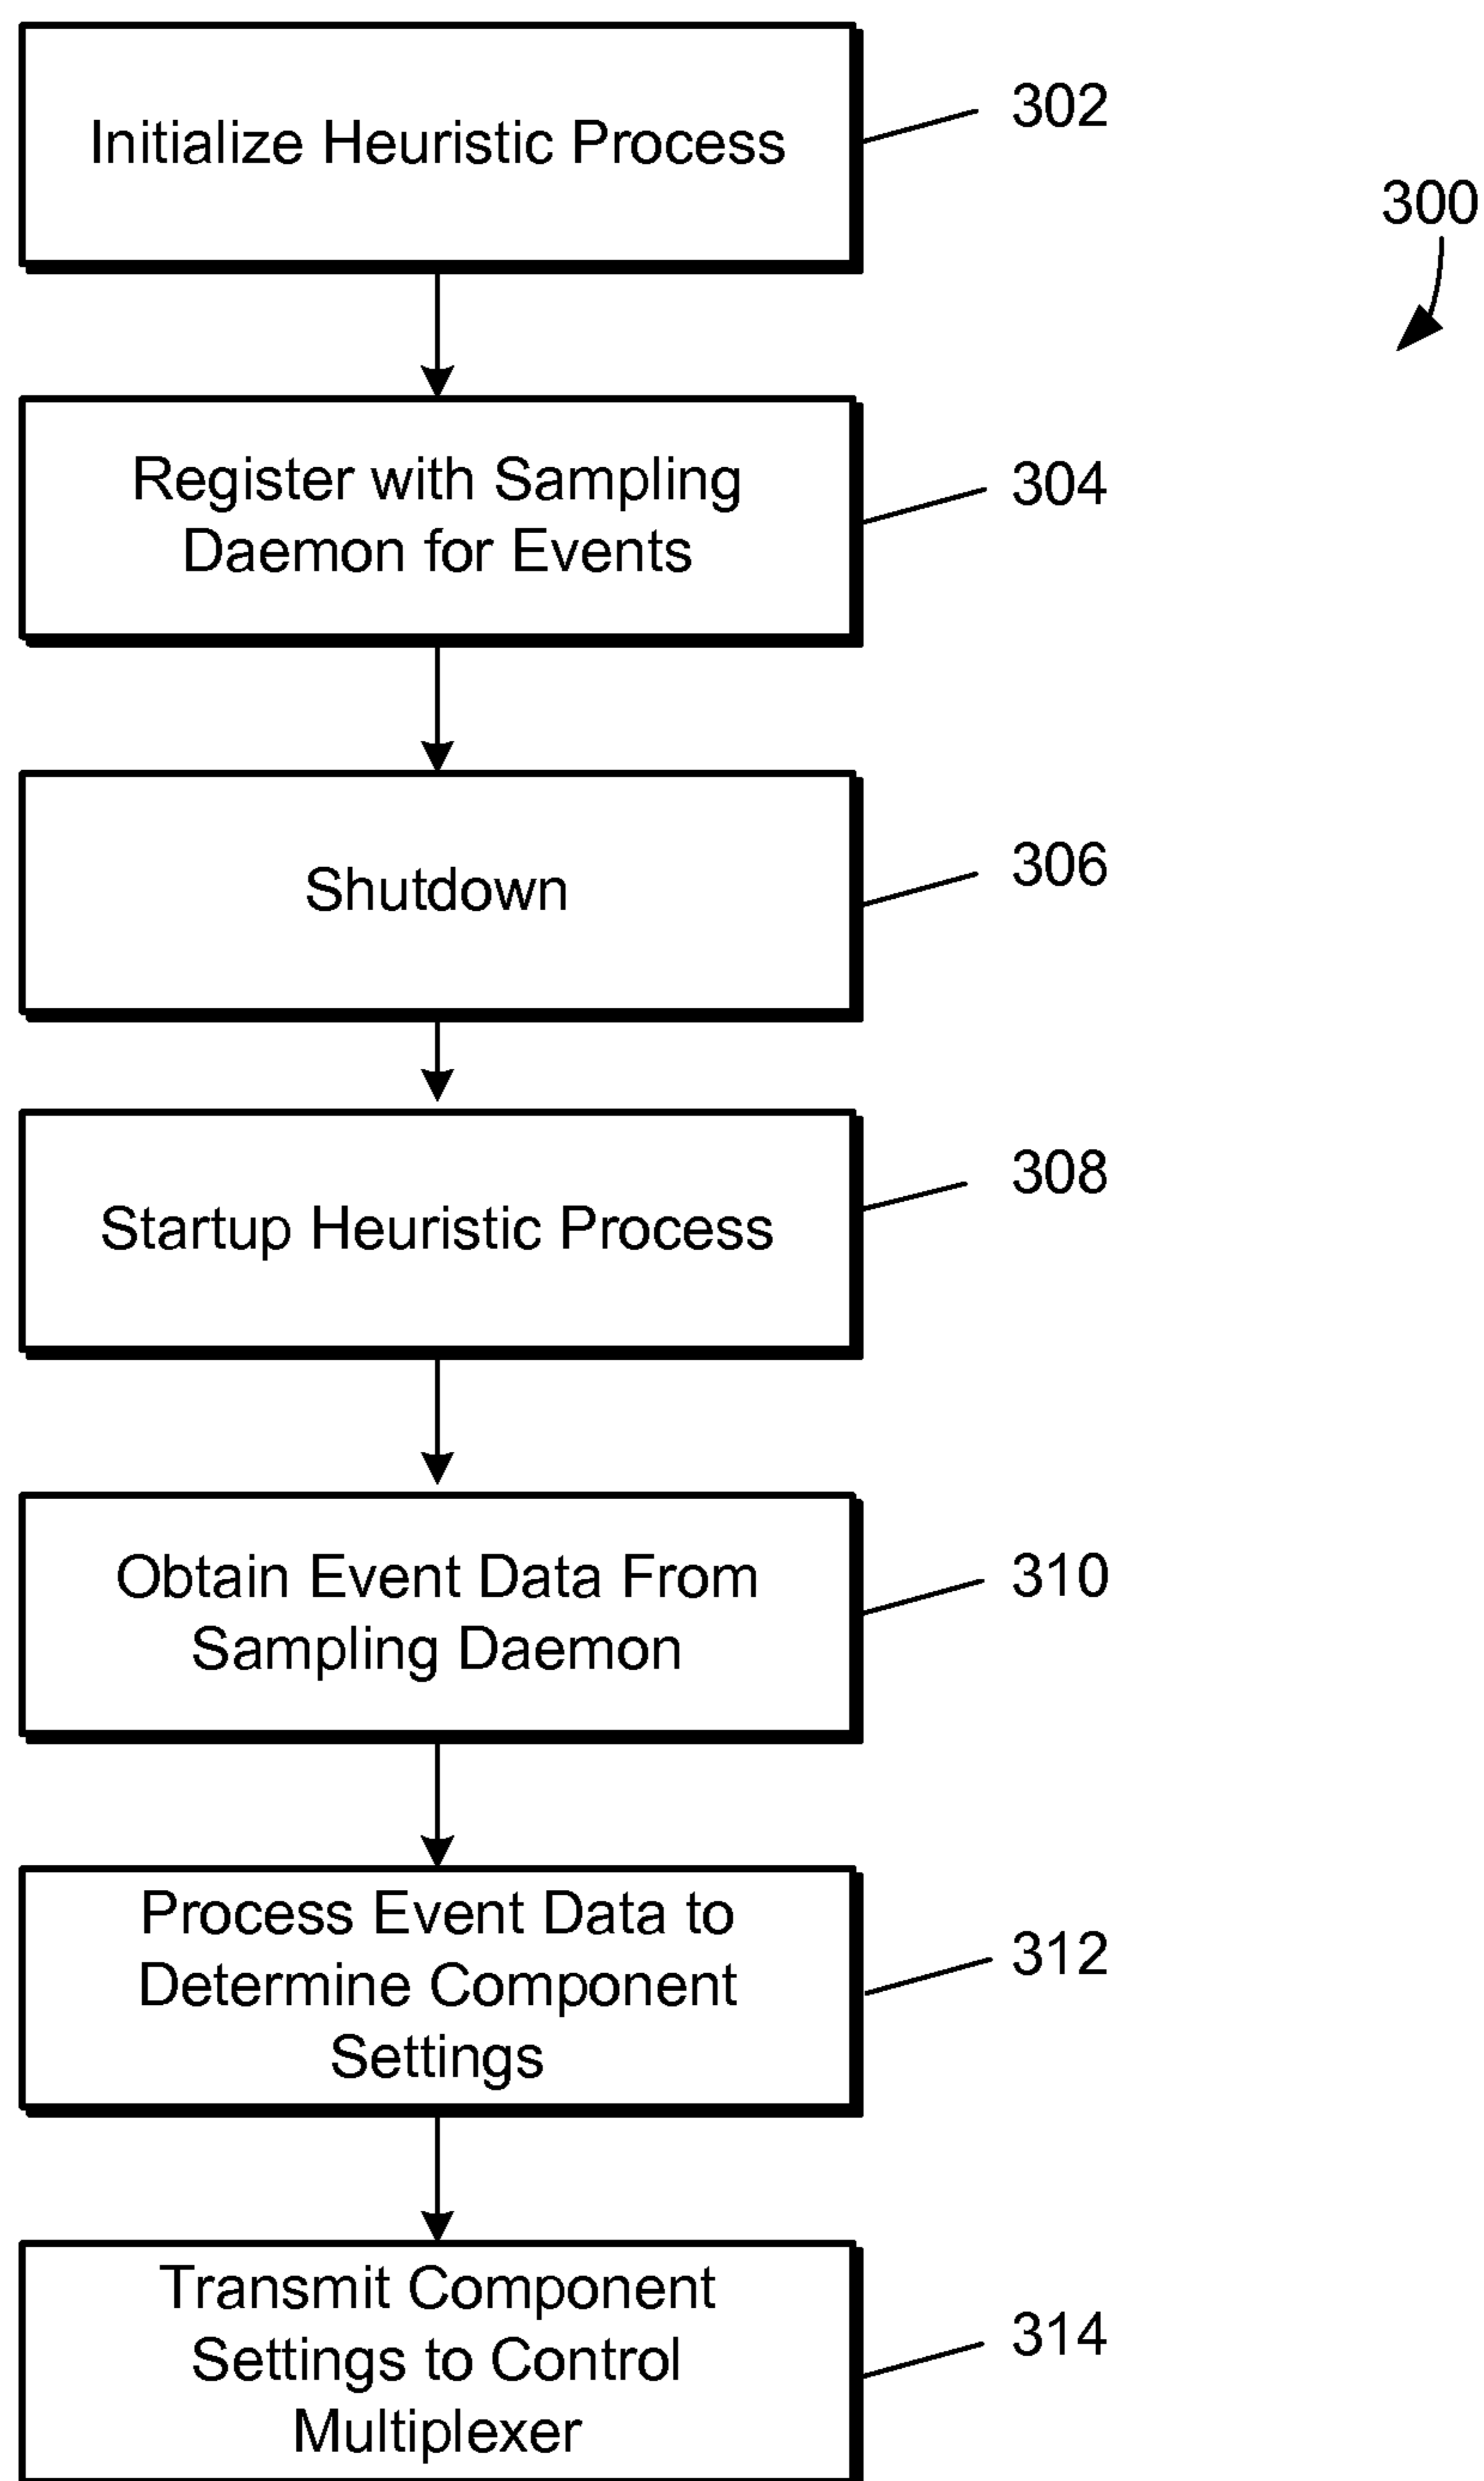 Initialize Heuristic Process
302
300
Register with Sampling
Daemon for Events
304
Shutdown
306
Startup Heuristic Process
308
Obtain Event Data From
Sampling Daemon
310
Process Event Data to
Determine Component
Settings
312
Transmit Component
Settings to Control
Multiplexer
314